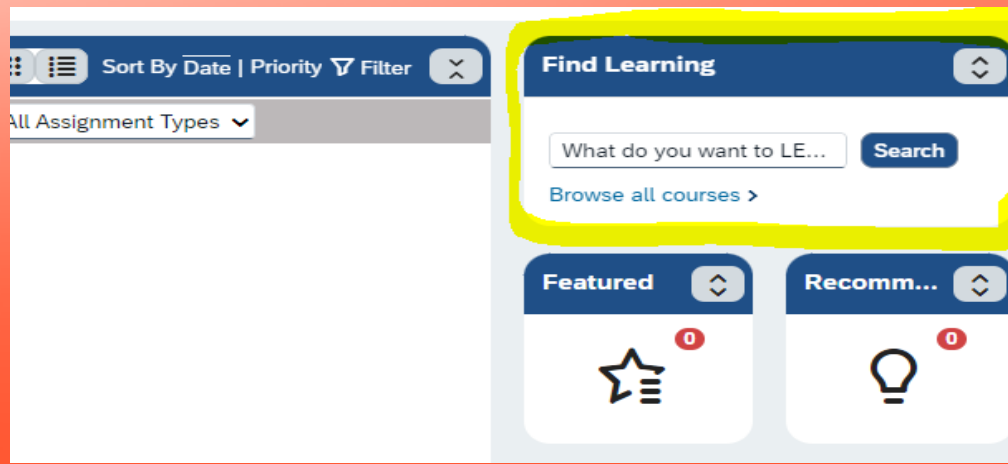 Sort By Date | Priority Filter
All Assignment Types
Find Learning
What do you want to LE...
Search
Browse all courses >
Featured
Recomm...
0
0